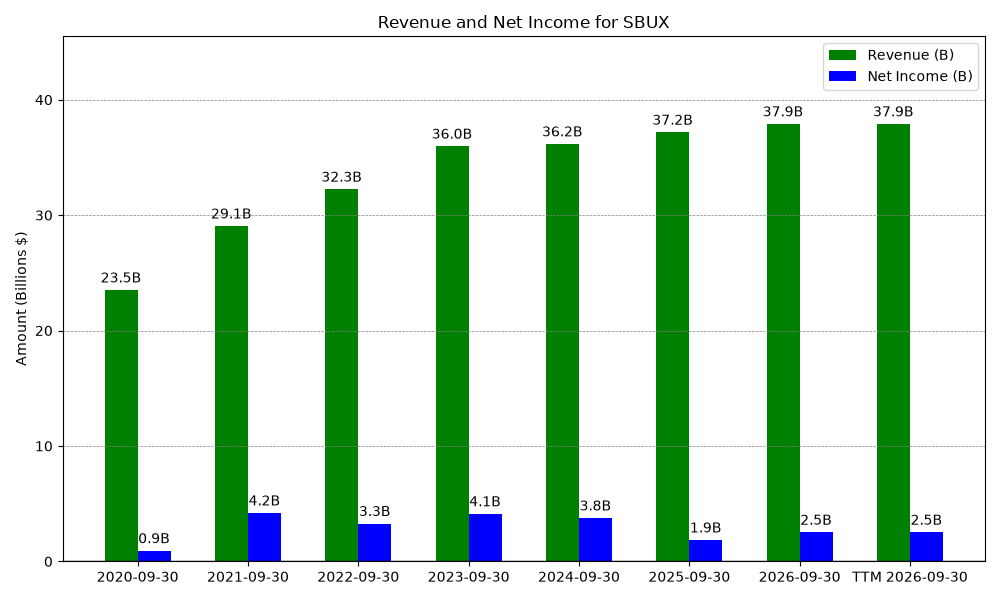 Revenue and Net Income for SBUX
Revenue (B)
Net Income (B)
Amount (Billions $)
40
30
20
10
0
23.5B
29.1B
32.3B
36.0B
36.2B
37.2B
37.9B
37.9B
0.9B
4.2B
3.3B
4.1B
3.8B
1.9B
2.5B
2.5B
2020-09-30
2021-09-30
2022-09-30
2023-09-30
2024-09-30
2025-09-30
2026-09-30
TTM 2026-09-30